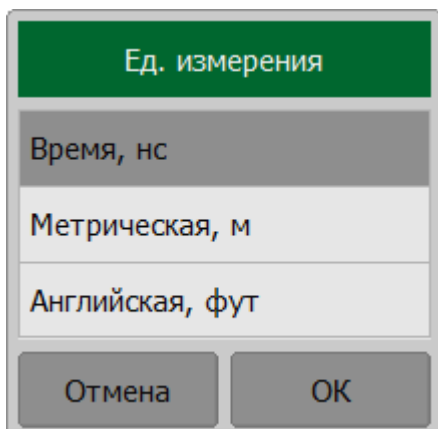 Ед. измерения
Время, нс
Метрическая, м
Английская, фут
Отмена
ОК